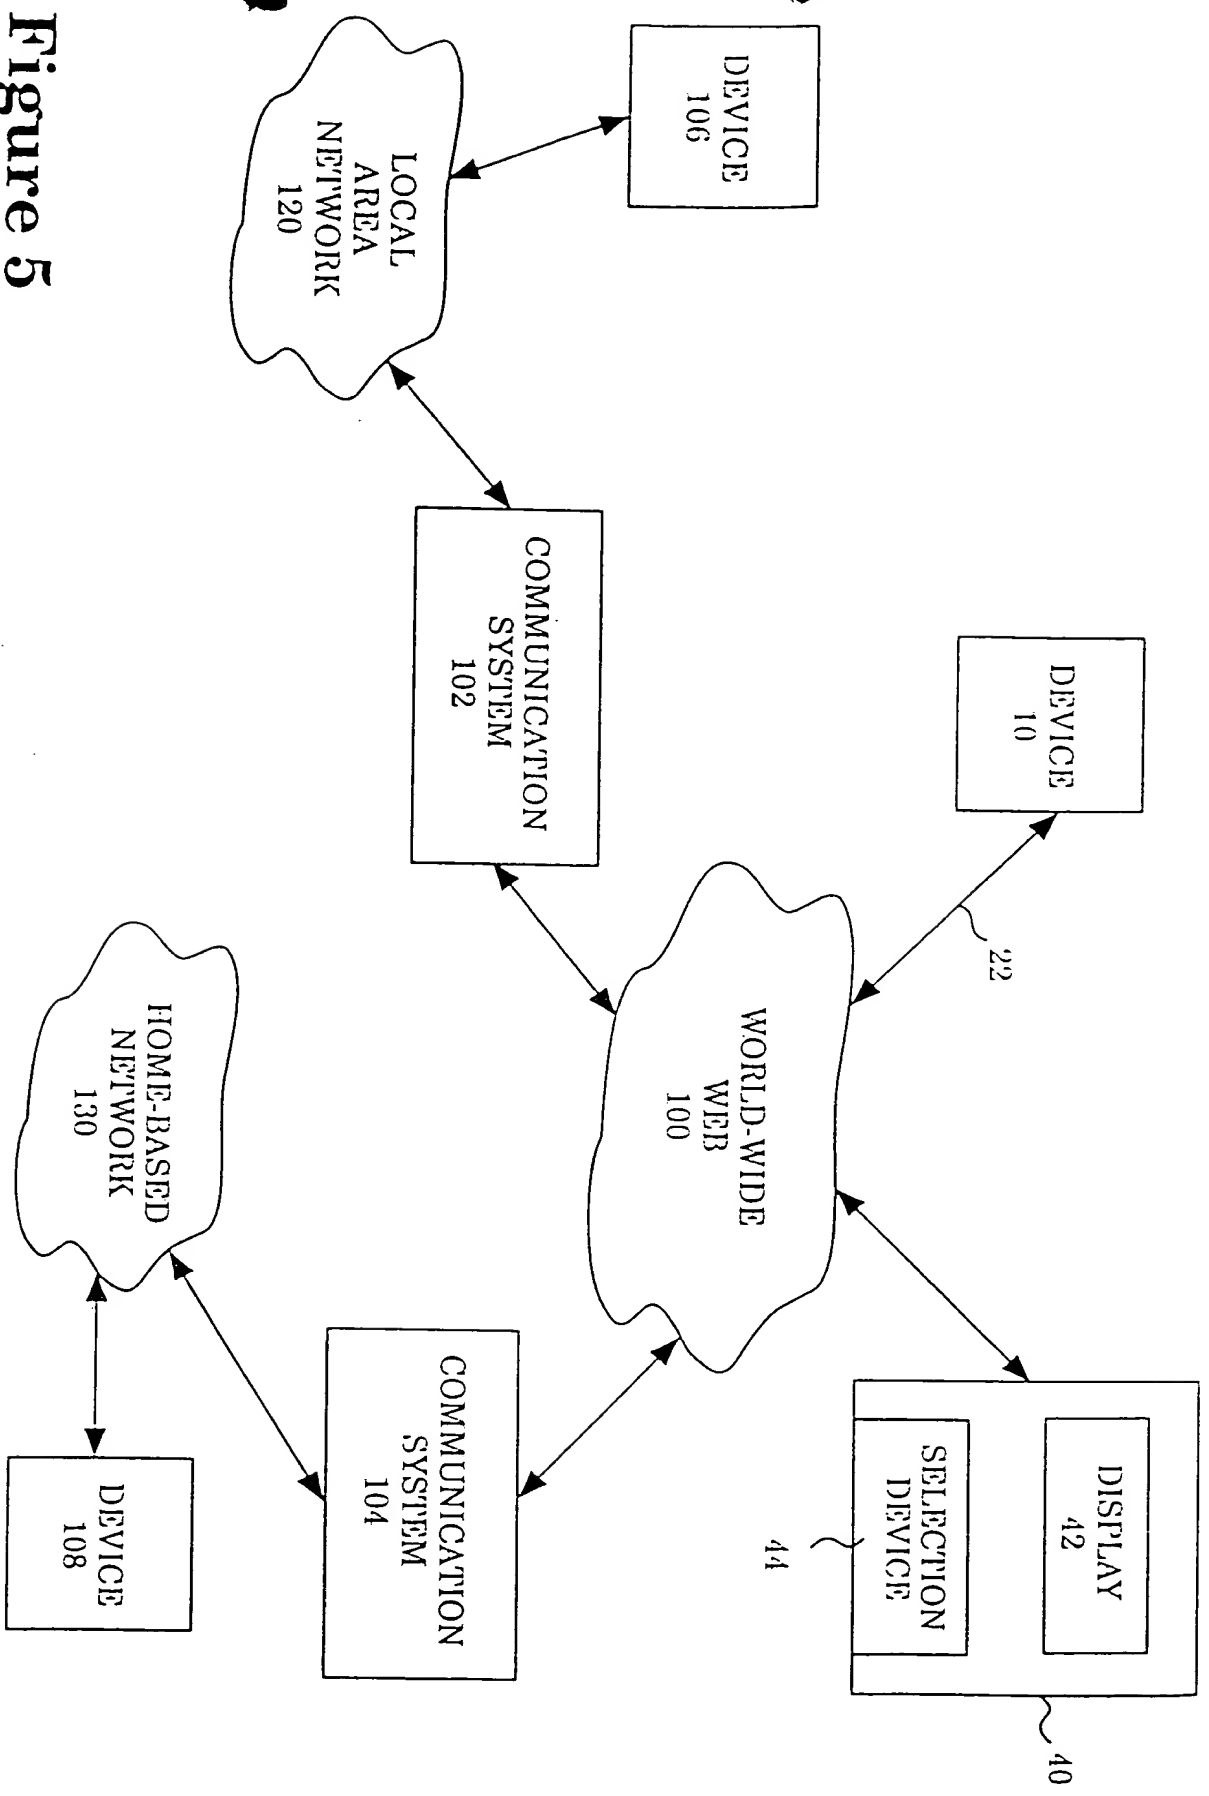 DEVICE
10
22
DISPLAY
42
SELECTION
DEVICE
44
40
DEVICE
106
WORLD-WIDE
WEB
100
COMMUNICATION
SYSTEM
102
LOCAL
AREA
NETWORK
120
COMMUNICATION
SYSTEM
104
HOME-BASED
NETWORK
130
DEVICE
108
Figure 5